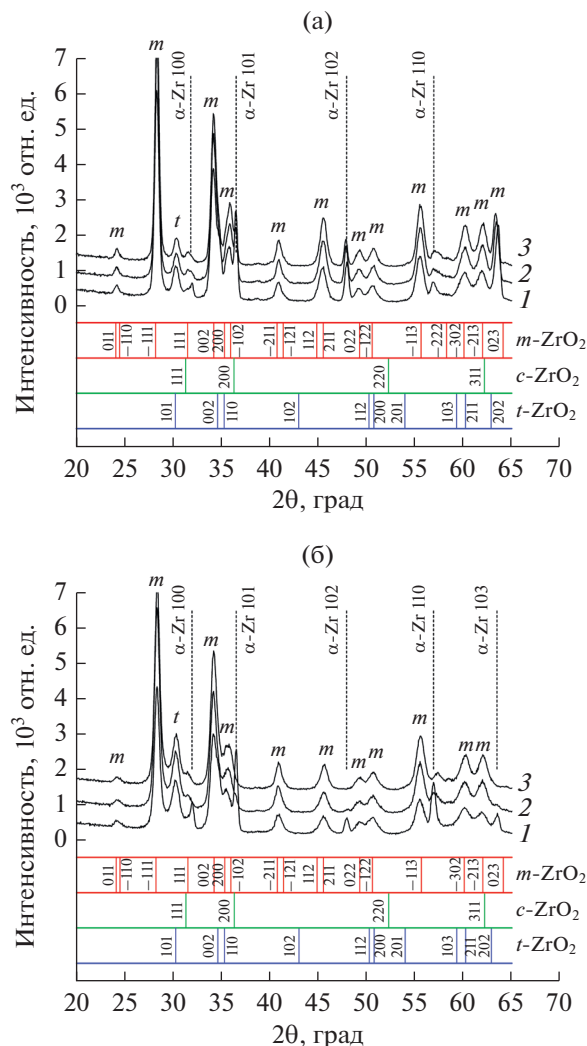 (а)
Интенсивность, 10³ отн. ед.
7
6
5
4
3
2
1
0
m
α-Zr 100
m
α-Zr 101
α-Zr 102
α-Zr 110
m
t
m
m
m
m
m
m
m
m
m
3
2
1
011
–110
–111
111
002
200
–102
–211
–121
112
211
022
–122
–113
–222
–302
–213
023
m-ZrO₂
111
200
220
311
c-ZrO₂
101
002
110
102
112
200
201
103
211
202
t-ZrO₂
20 25 30 35 40 45 50 55 60 65 70
2θ, град
(б)
Интенсивность, 10³ отн. ед.
7
6
5
4
3
2
1
0
m
α-Zr 100
m
α-Zr 101
α-Zr 102
α-Zr 110
α-Zr 103
m
t
m
m
m
m
m
m
m
m
3
2
1
011
–110
–111
111
002
200
–102
–211
–121
112
211
022
–122
–113
–302
–213
023
m-ZrO₂
111
200
220
311
c-ZrO₂
101
002
110
102
112
200
201
103
211
202
t-ZrO₂
20 25 30 35 40 45 50 55 60 65 70
2θ, град